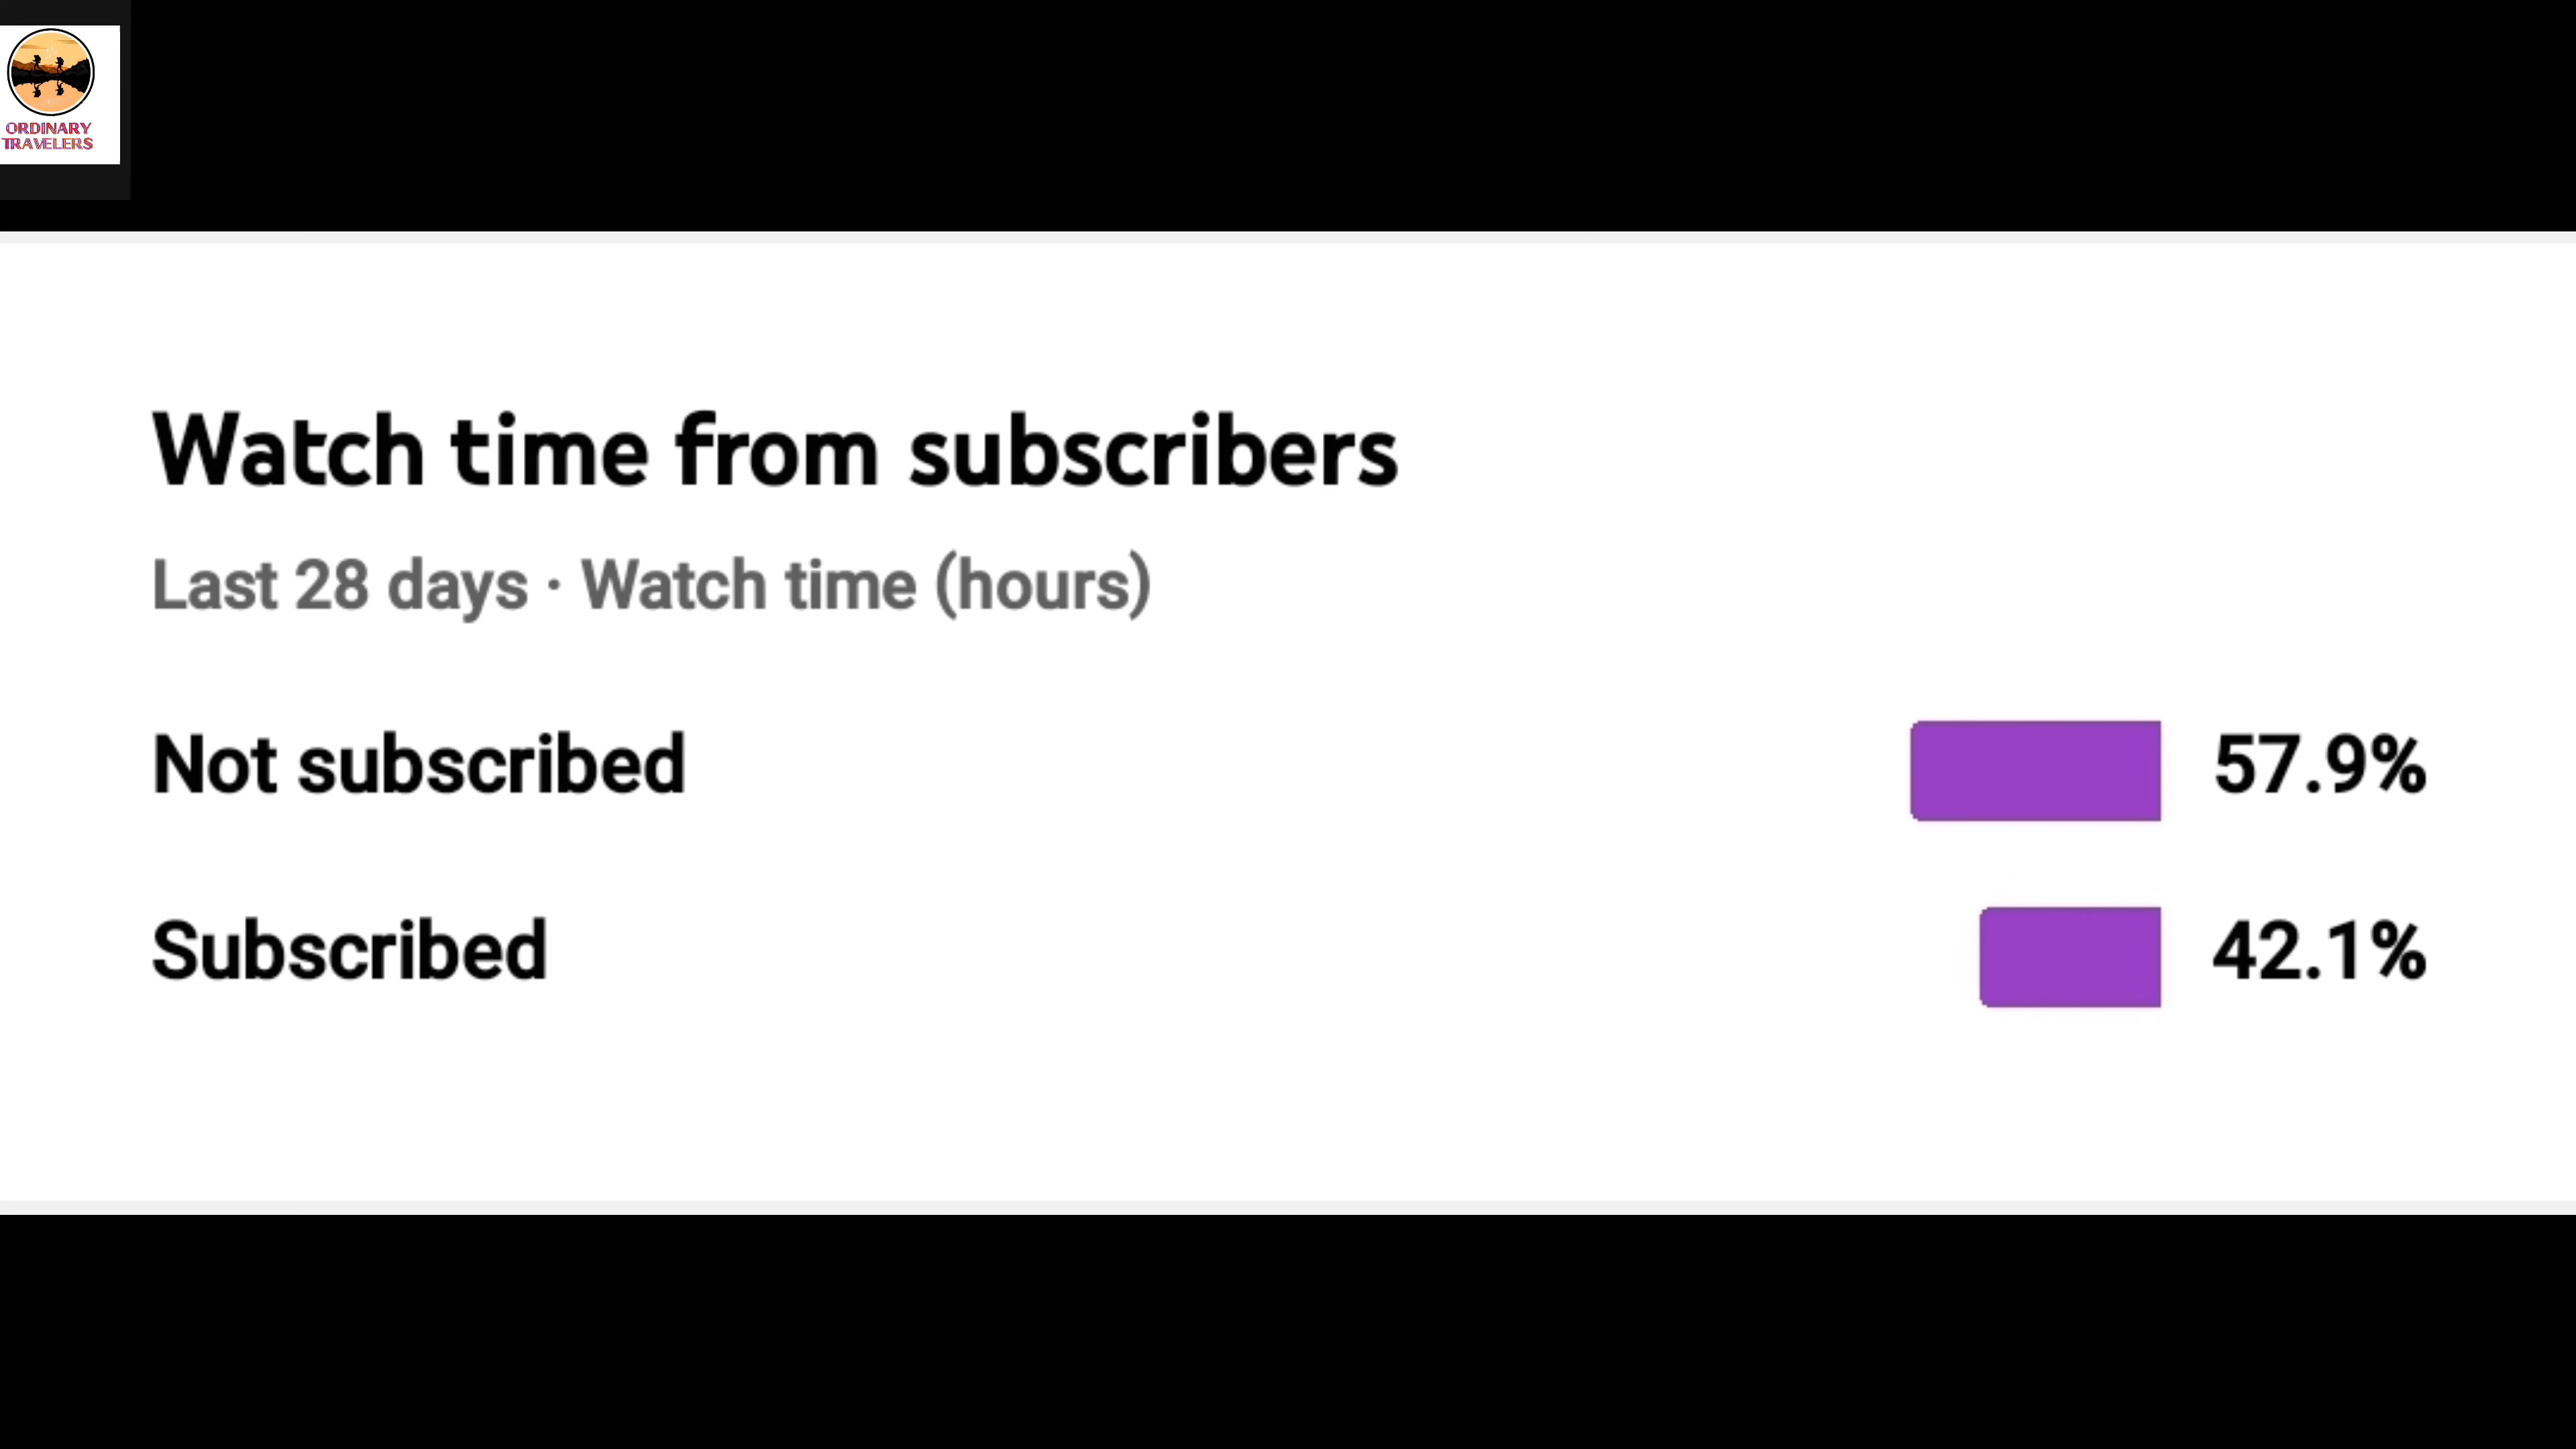 ORDINARY
TRAVELERS
Watch time from subscribers
Last 28 days · Watch time (hours)
Not subscribed 57.9%
Subscribed 42.1%